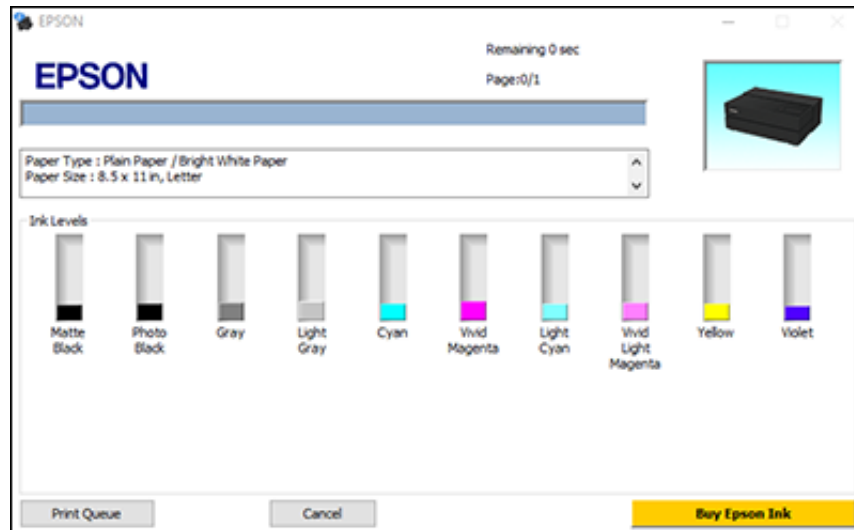 EPSON
Remaining 0 sec
EPSON
Page:0/1
Paper Type : Plain Paper / Bright White Paper
Paper Size : 8.5 x 11 in, Letter
Ink Levels
Matte
Black
Photo
Black
Gray
Light
Gray
Cyan
Vivid
Magenta
Light
Cyan
Vivid
Light
Magenta
Yellow
Violet
Print Queue
Cancel
Buy Epson Ink